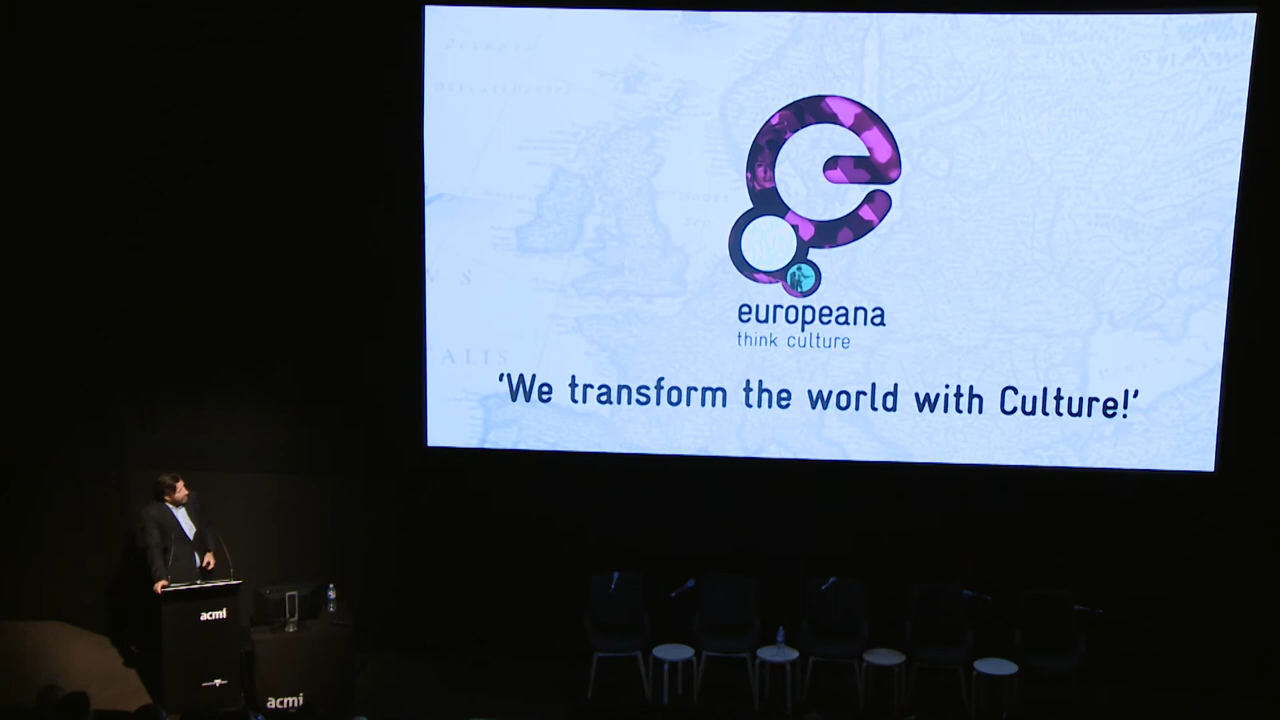 europeana
think culture
'We transform the world with Culture!'
acmi
acmi